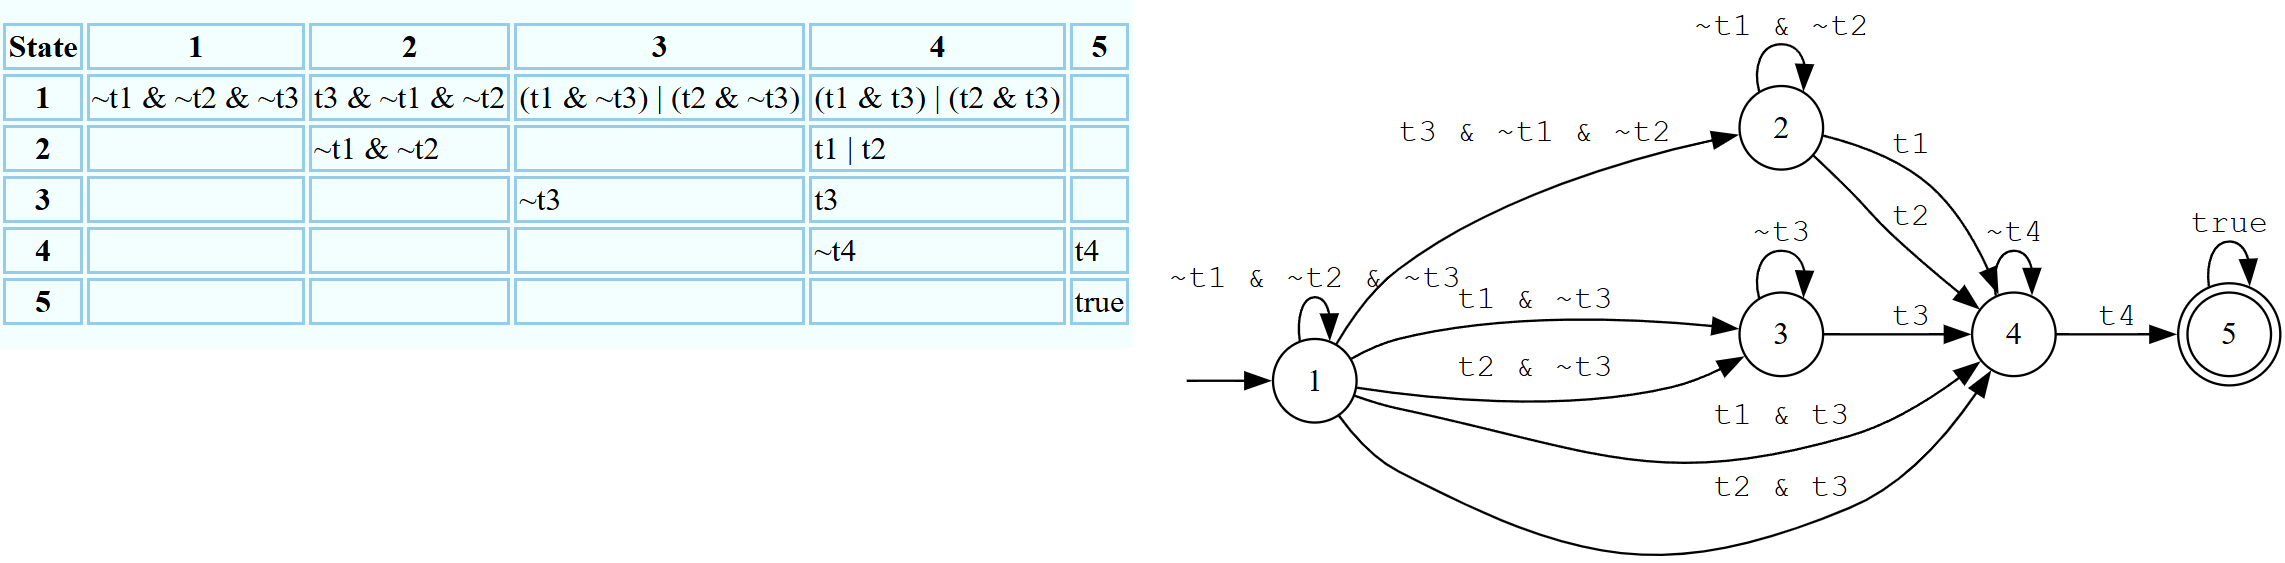 State 1 2 3 4 5
1 ~t1 & ~t2 & ~t3 t3 & ~t1 & ~t2 (t1 & ~t3) | (t2 & ~t3) (t1 & t3) | (t2 & t3)
2 ~t1 & ~t2 t1 | t2
3 ~t3 t3
4 ~t4 t4
5 true
~t1 & ~t2
2
t3 & ~t1 & ~t2
t1
t2
~t3
~t4
true
~t1 & ~t2 & ~t3
t1 & ~t3
3
t3
4
t4
5
t2 & ~t3
1
t1 & t3
t2 & t3